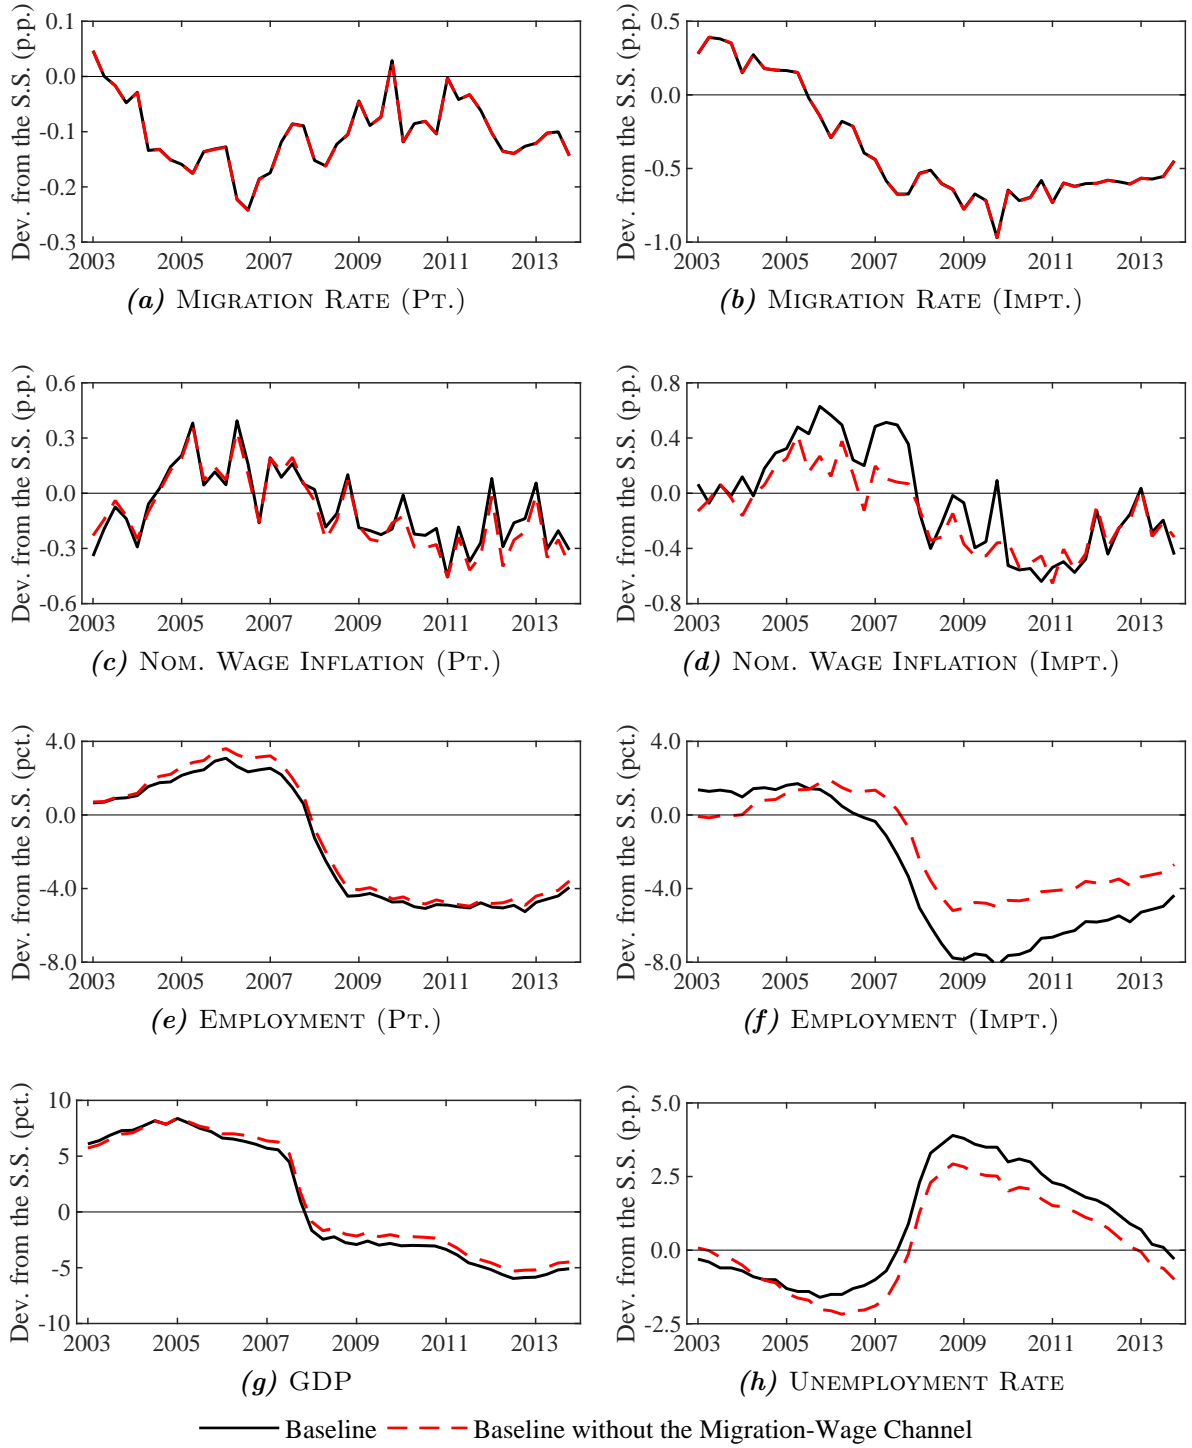 Dev. from the S.S. (p.p.)
0.1
0.0
-0.1
-0.2
-0.3
2003 2005 2007 2009 2011 2013
(a) Migration Rate (Pt.)
Dev. from the S.S. (p.p.)
0.5
0.0
-0.5
-1.0
2003 2005 2007 2009 2011 2013
(b) Migration Rate (Impt.)
Dev. from the S.S. (p.p.)
0.6
0.3
0.0
-0.3
-0.6
2003 2005 2007 2009 2011 2013
(c) Nom. Wage Inflation (Pt.)
Dev. from the S.S. (p.p.)
0.8
0.4
0.0
-0.4
-0.8
2003 2005 2007 2009 2011 2013
(d) Nom. Wage Inflation (Impt.)
Dev. from the S.S. (pct.)
4.0
0.0
-4.0
-8.0
2003 2005 2007 2009 2011 2013
(e) Employment (Pt.)
Dev. from the S.S. (pct.)
4.0
0.0
-4.0
-8.0
2003 2005 2007 2009 2011 2013
(f) Employment (Impt.)
Dev. from the S.S. (pct.)
10
5
0
-5
-10
2003 2005 2007 2009 2011 2013
(g) GDP
Dev. from the S.S. (p.p.)
5.0
2.5
0.0
-2.5
2003 2005 2007 2009 2011 2013
(h) Unemployment Rate
Baseline Baseline without the Migration-Wage Channel